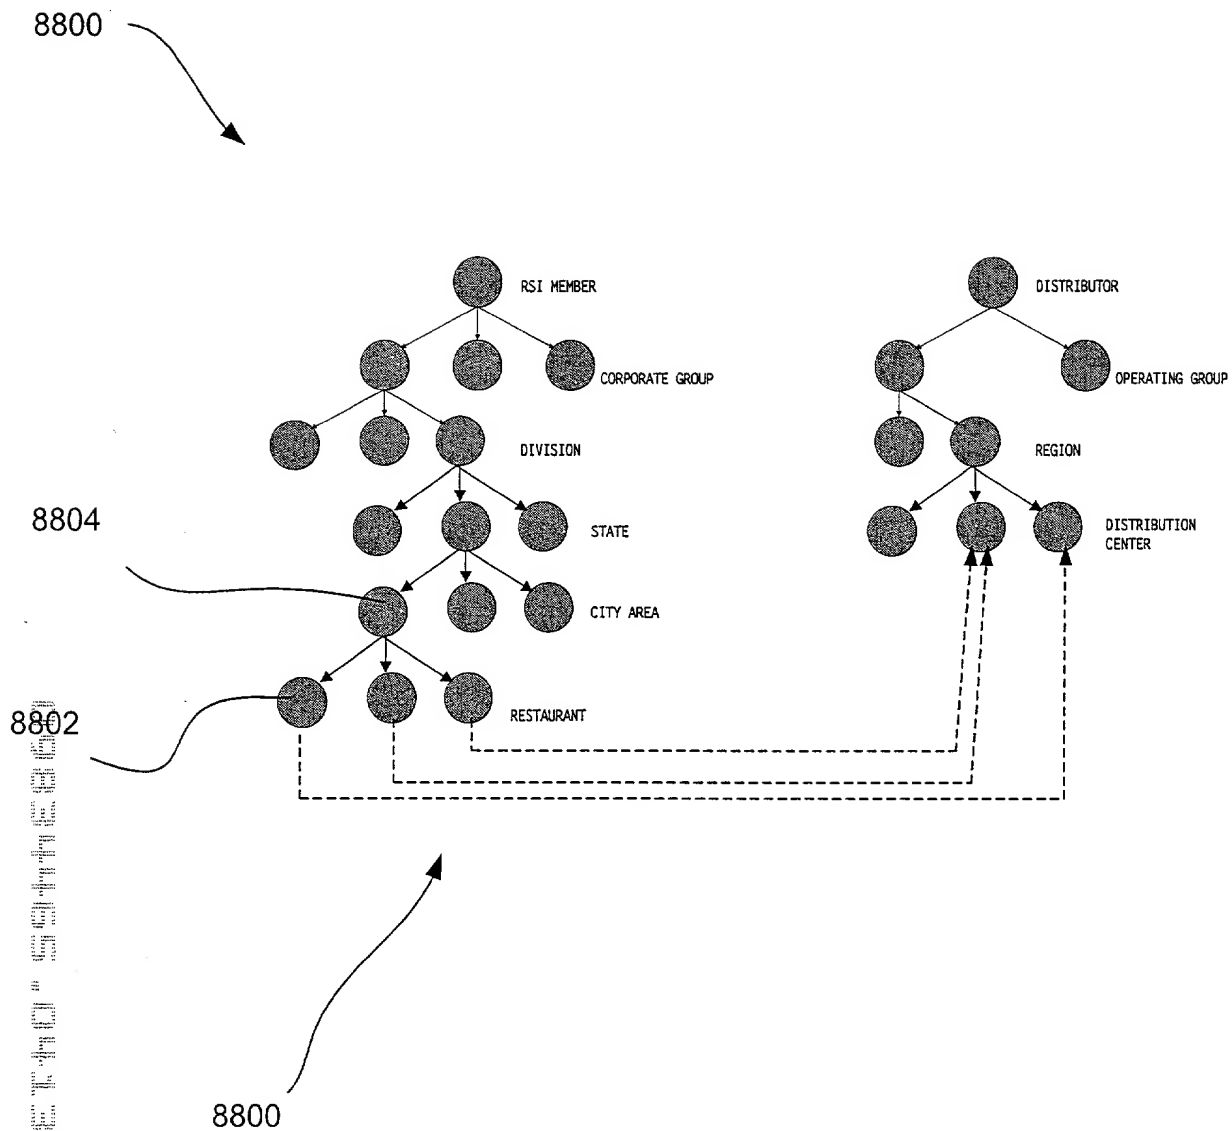 8800
RSI MEMBER
DISTRIBUTOR
CORPORATE GROUP
OPERATING GROUP
DIVISION
REGION
8804
STATE
DISTRIBUTION
CENTER
CITY AREA
8802
RESTAURANT
8800